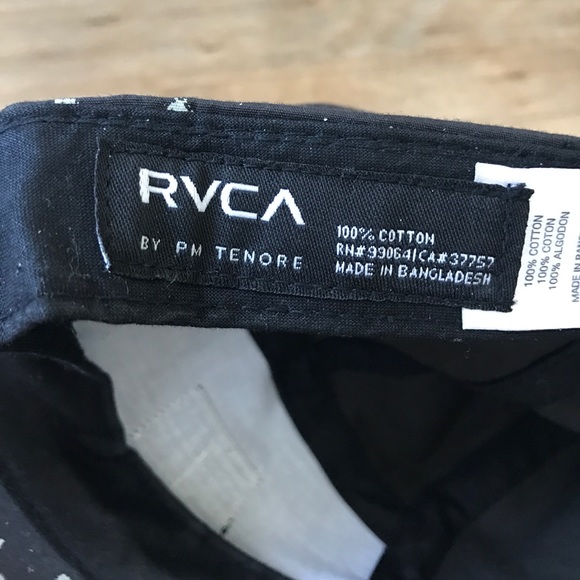 RVCA
BY PM TENORE
100% COTTON
RN# 99064 | CA# 37757
MADE IN BANGLADESH
100% COTTON
100% COTON
100% ALGODON
MADE IN